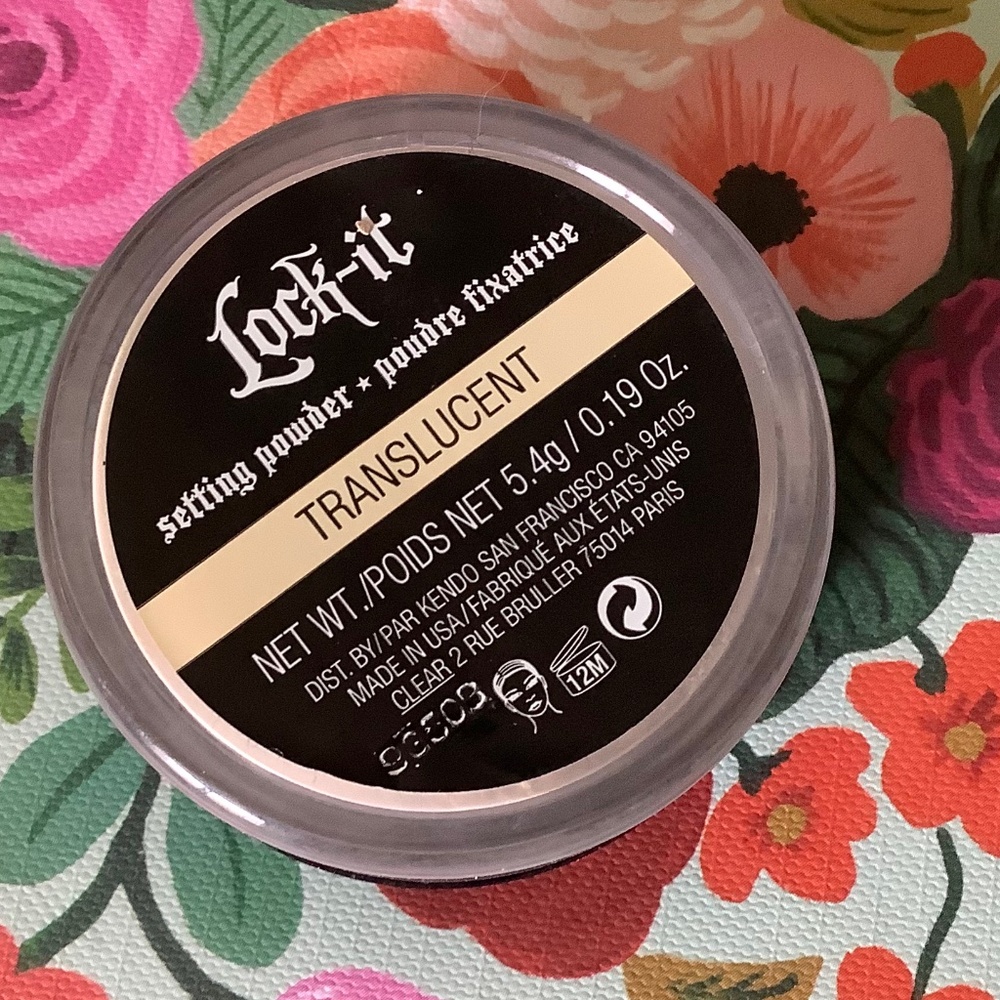 Lock-it
setting powder ★ poudre fixatrice
TRANSLUCENT
NET WT./POIDS NET 5.4g / 0.19 Oz.
DIST. BY/PAR KENDO SAN FRANCISCO CA 94105
MADE IN USA/FABRIQUÉ AUX ÉTATS-UNIS
CLEAR 2 RUE BRULLER 75014 PARIS
12M